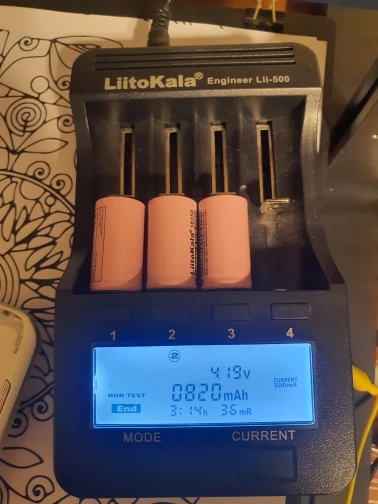 LiitoKala® Engineer Lii-500
LiitoKala
1 2 3 4
②
4.19V
CURRENT
500mA
NOR TEST 0820mAh
End 3:14h 36mR
MODE CURRENT